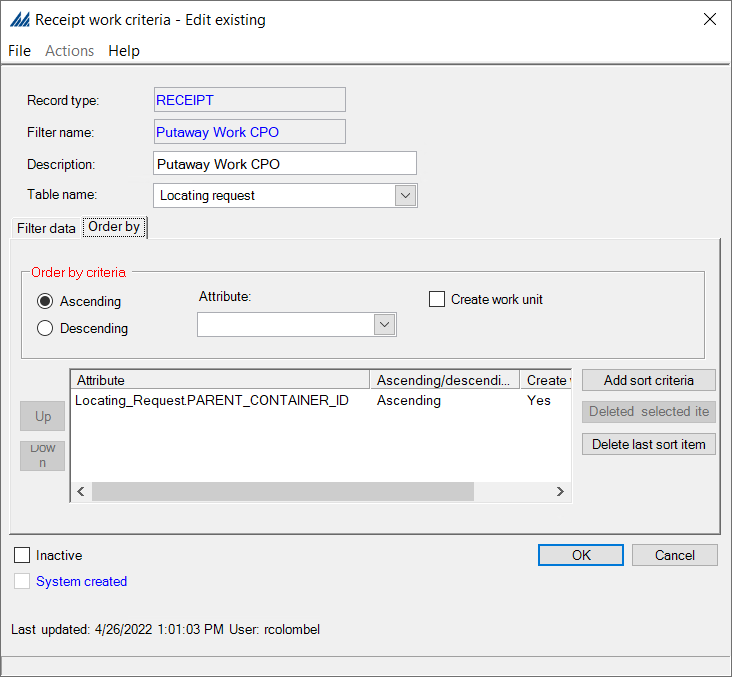 Receipt work criteria - Edit existing
File Actions Help
Record type: RECEIPT
Filter name: Putaway Work CPO
Description: Putaway Work CPO
Table name: Locating request
Filter data Order by
Order by criteria
Ascending Attribute: Create work unit
Descending
Attribute Ascending/descendi... Create Add sort criteria
Locating_Request.PARENT_CONTAINER_ID Ascending Yes
Up Deleted selected ite
Dow
n
Delete last sort item
Inactive OK Cancel
System created
Last updated: 4/26/2022 1:01:03 PM User: rcolombel